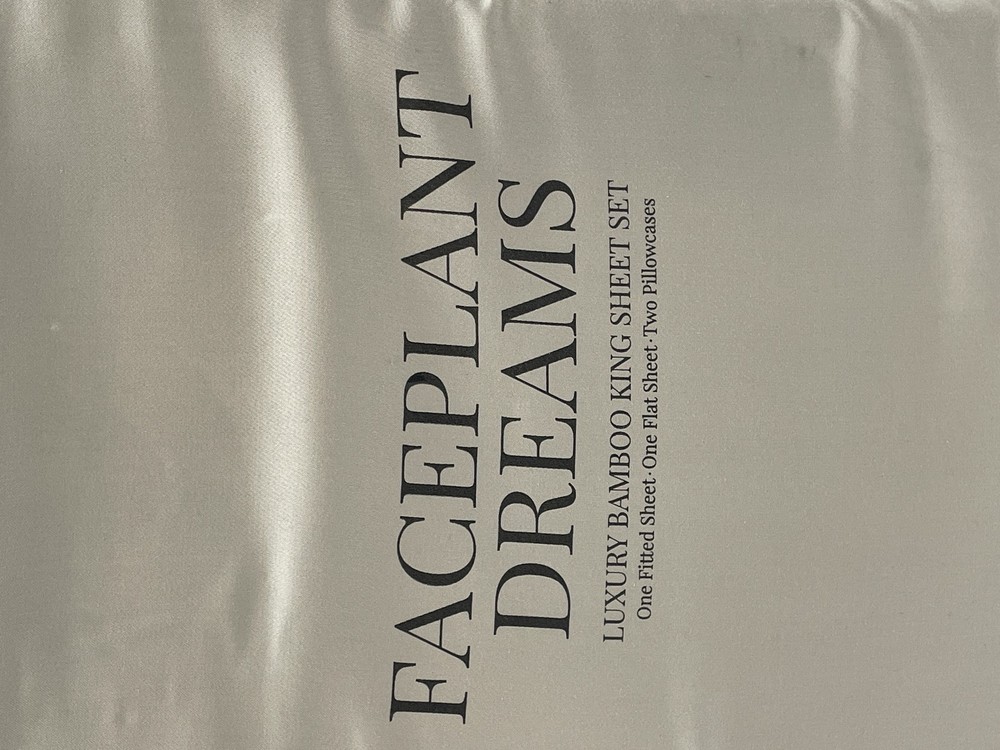 FACEPLANT
DREAMS
LUXURY BAMBOO KING SHEET SET
One Fitted Sheet·One Flat Sheet·Two Pillowcases